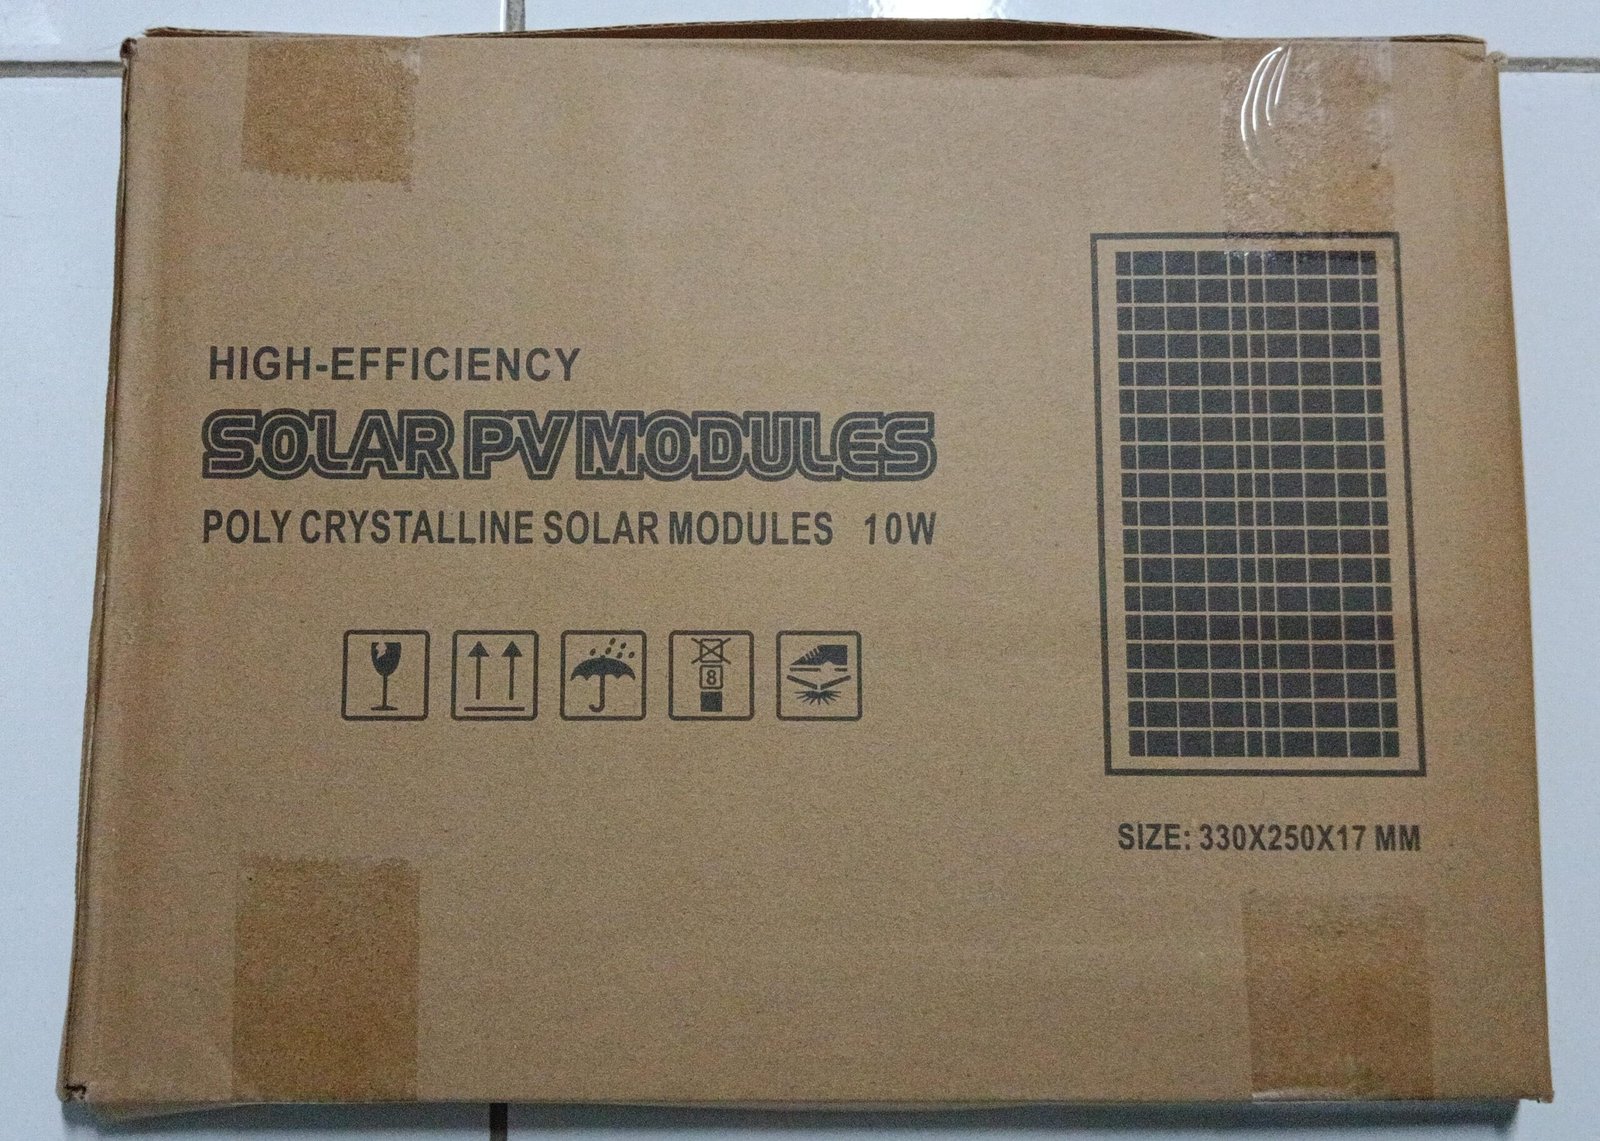 HIGH-EFFICIENCY
SOLAR PV MODULES
POLY CRYSTALLINE SOLAR MODULES 10W
8
SIZE: 330X250X17 MM